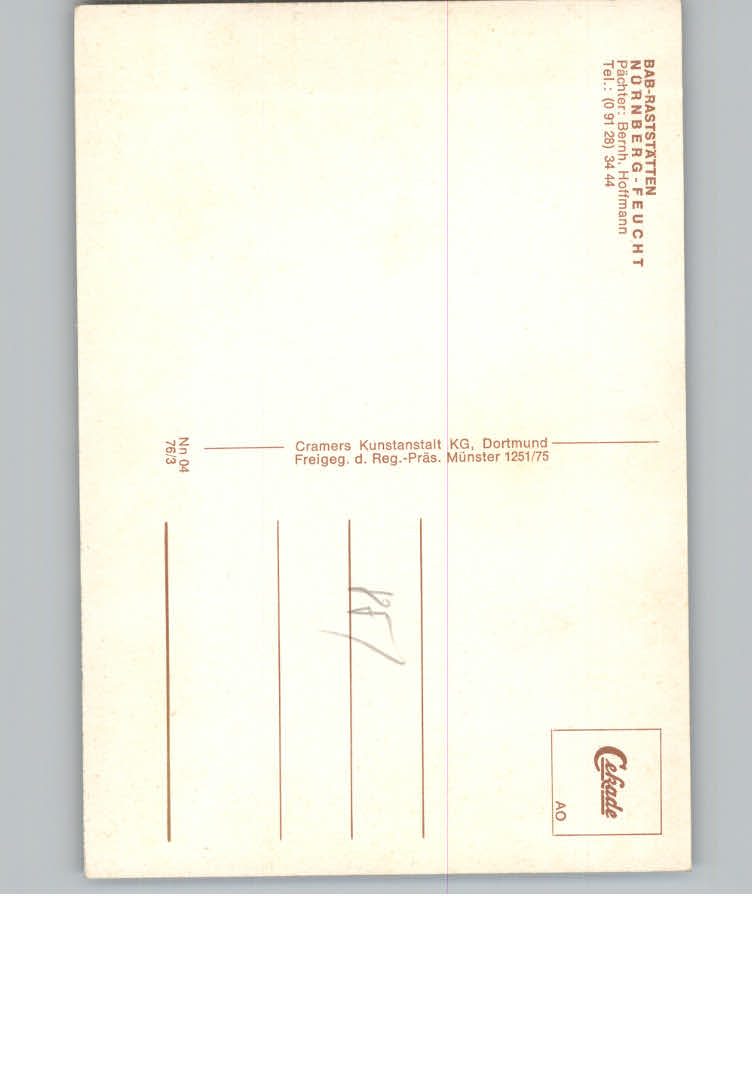 BAB-RASTSTÄTTEN
NÜRNBERG-FEUCHT
Pächter: Bernh. Hoffmann
Tel.: (0 91 28) 34 44
Cramers Kunstanstalt KG, Dortmund
Freigeg. d. Reg.-Präs. Münster 1251/75
Nn 04
76/3
Cekade
AO